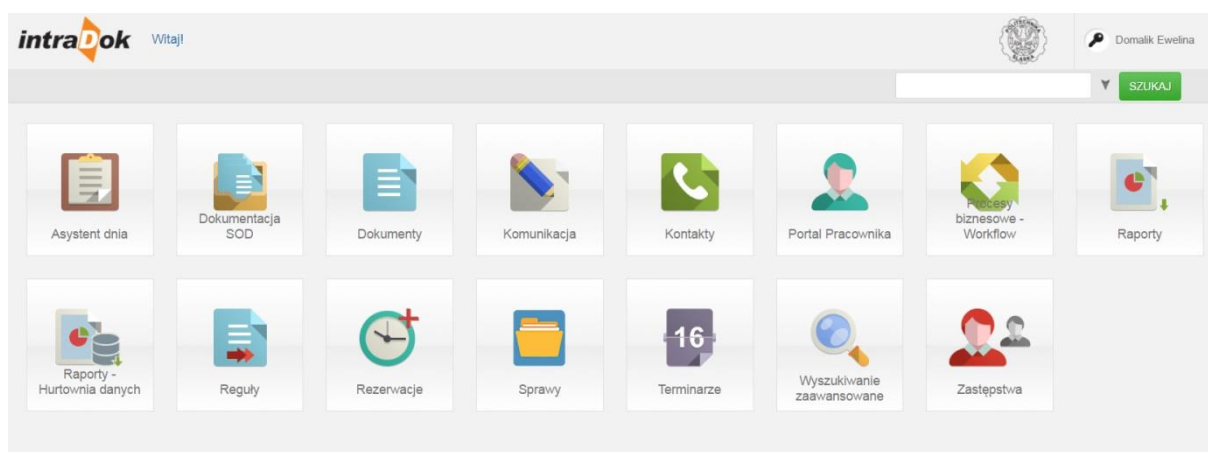 intraDok Witaj! Domalik Ewelina
SZUKAJ
Asystent dnia
Dokumentacja
SOD
Dokumenty
Komunikacja
Kontakty
Portal Pracownika
Procesy
biznesowe -
Workflow
Raporty
Raporty -
Hurtownia danych
Reguły
Rezerwacje
Sprawy
16
Terminarze
Wyszukiwanie
zaawansowane
Zastępstwa